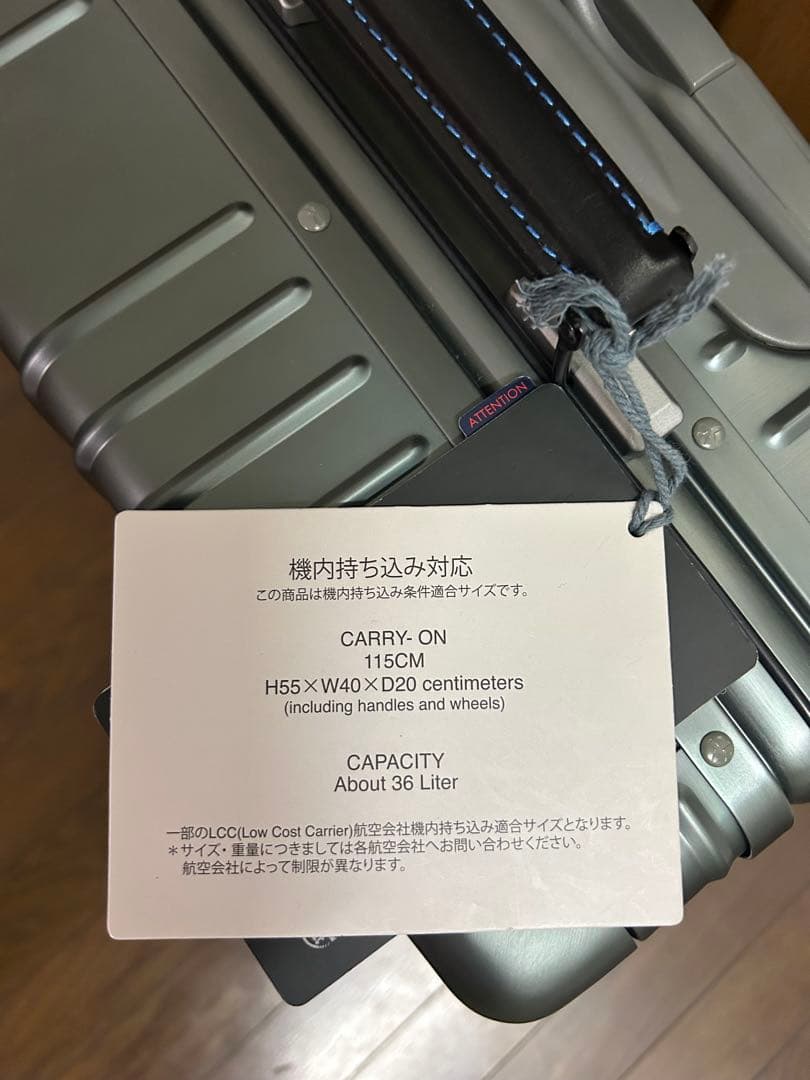 ATTENTION
機内持ち込み対応
この商品は機内持ち込み条件適合サイズです。
CARRY- ON
115CM
H55×W40×D20 centimeters
(including handles and wheels)
CAPACITY
About 36 Liter
一部のLCC(Low Cost Carrier)航空会社機内持ち込み適合サイズとなります。
*サイズ・重量につきましては各航空会社へお問い合わせください。
航空会社によって制限が異なります。